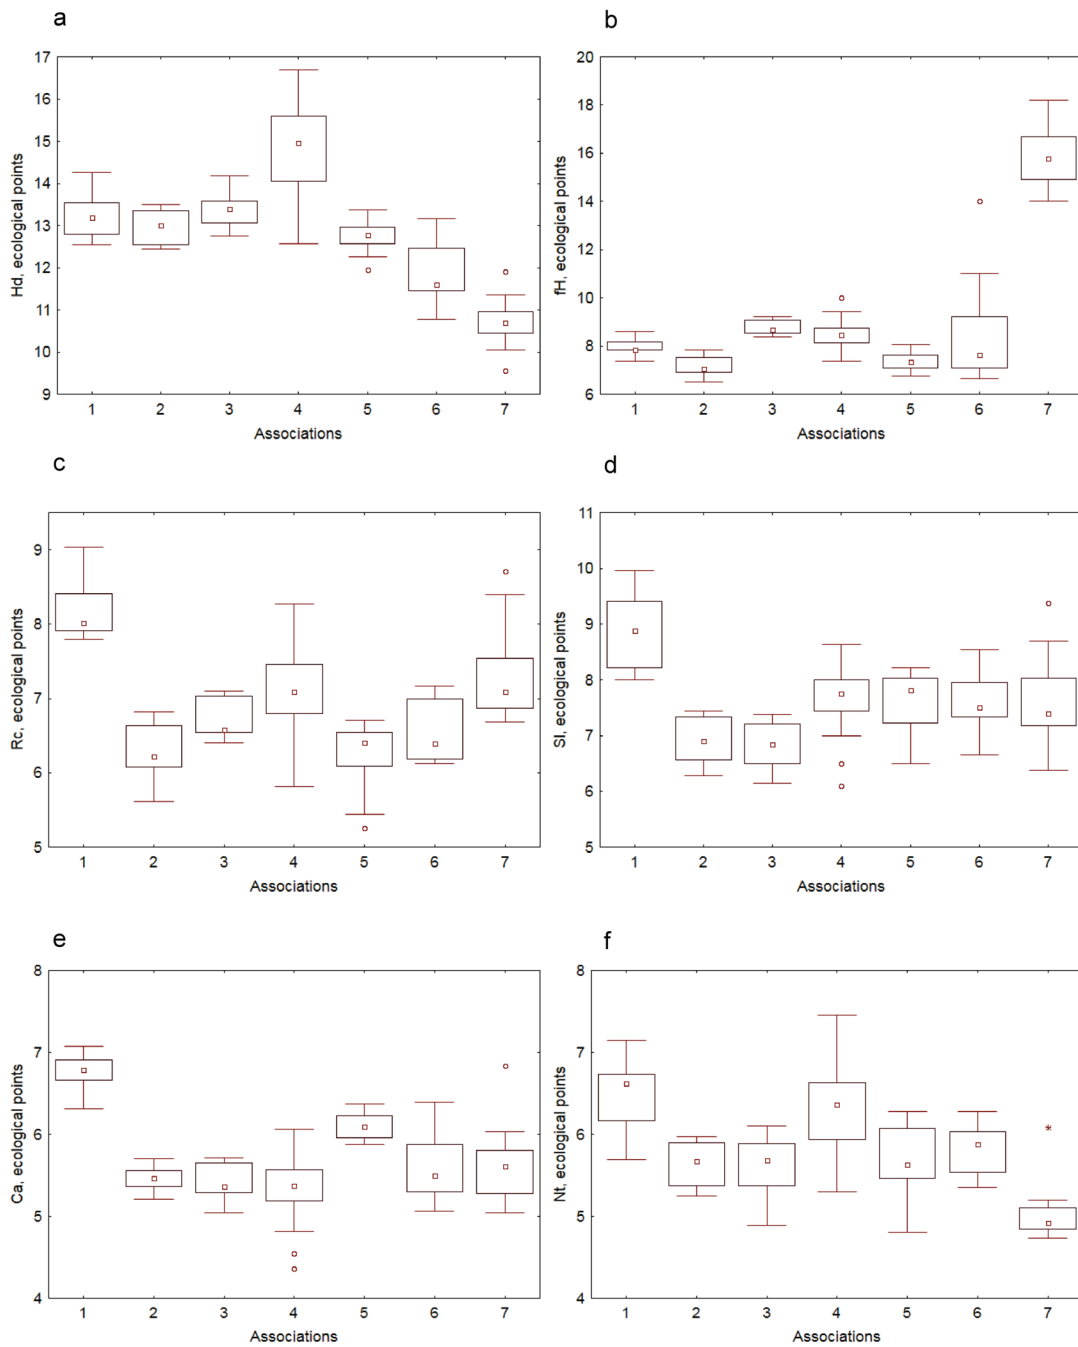 a
17
16
15
14
13
12
11
10
9
Hd, ecological points
1 2 3 4 5 6 7
Associations
b
20
18
16
14
12
10
8
6
fH, ecological points
1 2 3 4 5 6 7
Associations
c
9
8
7
6
5
Rc, ecological points
1 2 3 4 5 6 7
Associations
d
11
10
9
8
7
6
5
Sl, ecological points
1 2 3 4 5 6 7
Associations
e
8
7
6
5
4
Ca, ecological points
1 2 3 4 5 6 7
Associations
f
8
7
6
5
4
Nt, ecological points
1 2 3 4 5 6 7
Associations